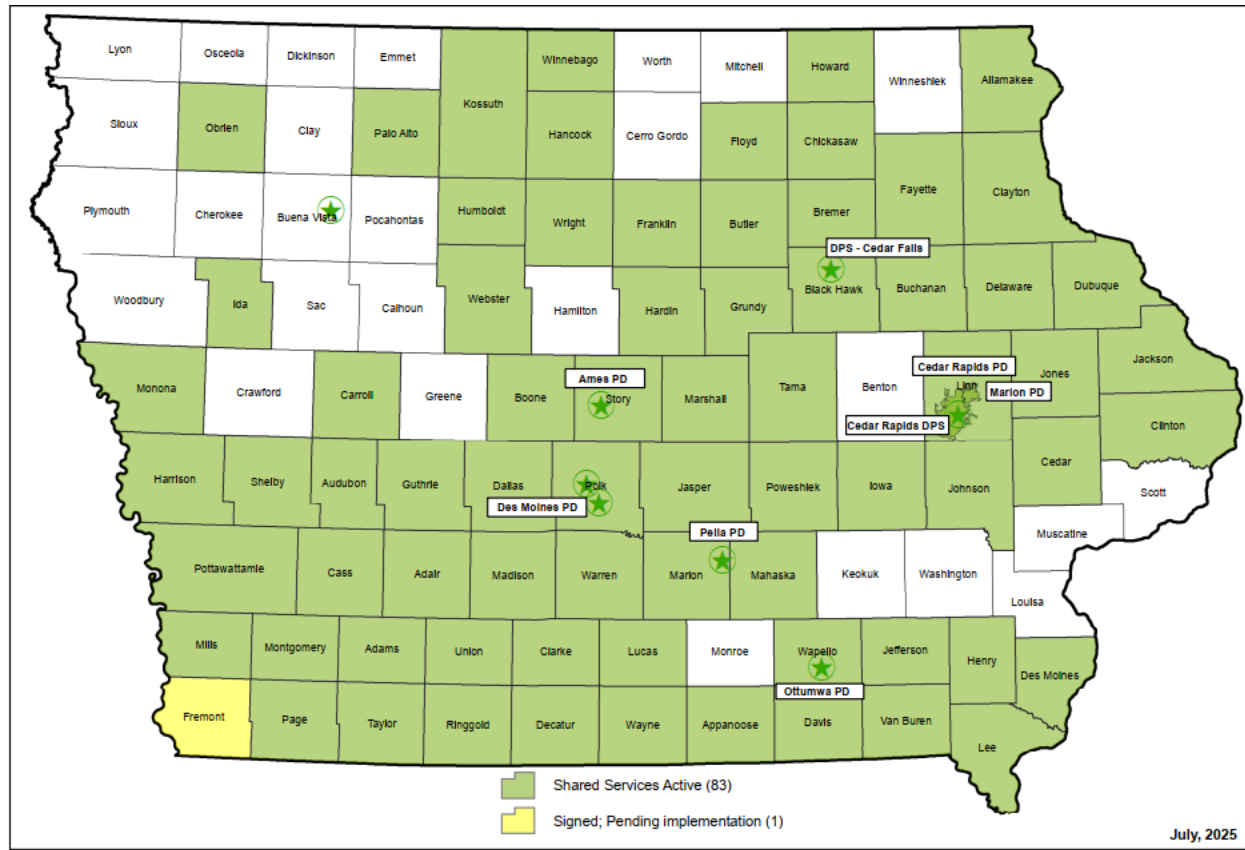 Lyon
Osceola
Dickinson
Emmet
Kossuth
Winnebago
Worth
Mitchell
Howard
Winneshiek
Allamakee
Sioux
Obrien
Clay
Palo Alto
Hancock
Cerro Gordo
Floyd
Chickasaw
Fayette
Clayton
Plymouth
Cherokee
Buena Vista
Pocahontas
Humboldt
Wright
Franklin
Butler
Bremer
DPS - Cedar Falls
Woodbury
Ida
Sac
Calhoun
Webster
Hamilton
Hardin
Grundy
Black Hawk
Buchanan
Delaware
Dubuque
Monona
Crawford
Carroll
Greene
Boone
Ames PD
Story
Marshall
Tama
Benton
Cedar Rapids PD
Linn
Marion PD
Cedar Rapids DPS
Jones
Jackson
Clinton
Harrison
Shelby
Audubon
Guthrie
Dallas
Polk
Des Moines PD
Jasper
Poweshiek
Iowa
Johnson
Cedar
Scott
Muscatine
Pottawattamie
Cass
Adair
Madison
Warren
Pella PD
Marion
Mahaska
Keokuk
Washington
Louisa
Mills
Montgomery
Adams
Union
Clarke
Lucas
Monroe
Wapello
Ottumwa PD
Jefferson
Henry
Des Moines
Fremont
Page
Taylor
Ringgold
Decatur
Wayne
Appanoose
Davis
Van Buren
Lee
Shared Services Active (83)
Signed; Pending implementation (1)
July, 2025